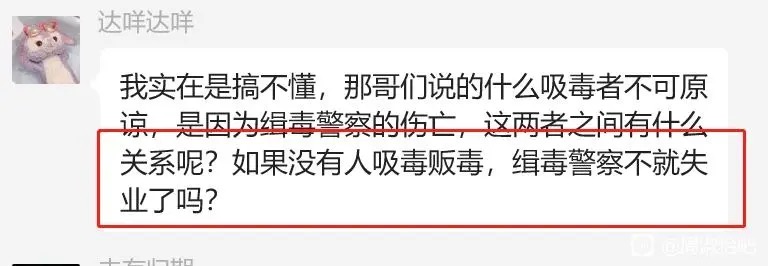 达咩达咩
我实在是搞不懂，那哥们说的什么吸毒者不可原
谅，是因为缉毒警察的伤亡，这两者之间有什么
关系呢？如果没有人吸毒贩毒，缉毒警察不就失
业了吗？